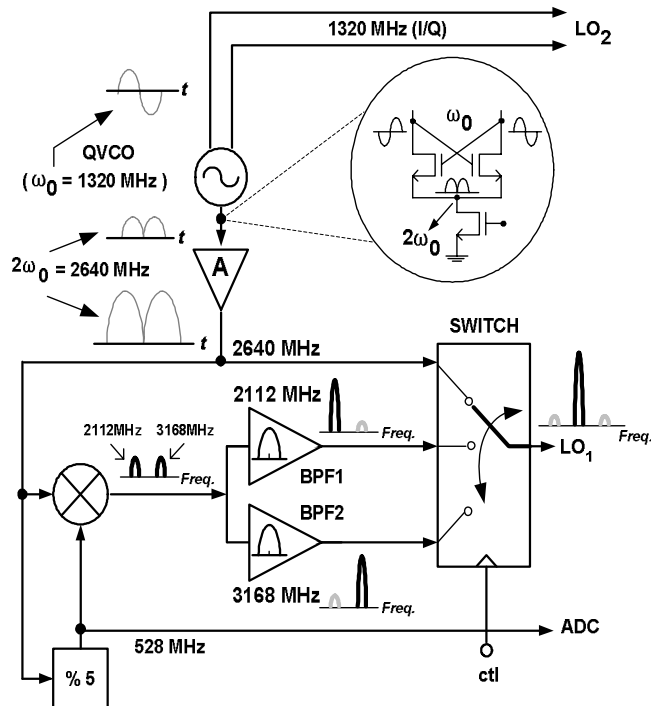 1320 MHz (I/Q)
LO2
t
QVCO
( ω0 = 1320 MHz )
ω0
2ω0
t
2ω0 = 2640 MHz
A
t
SWITCH
2640 MHz
2112 MHz
2112MHz
3168MHz
Freq.
Freq.
Freq.
LO1
BPF1
BPF2
3168 MHz
Freq.
528 MHz
ADC
% 5
ctl